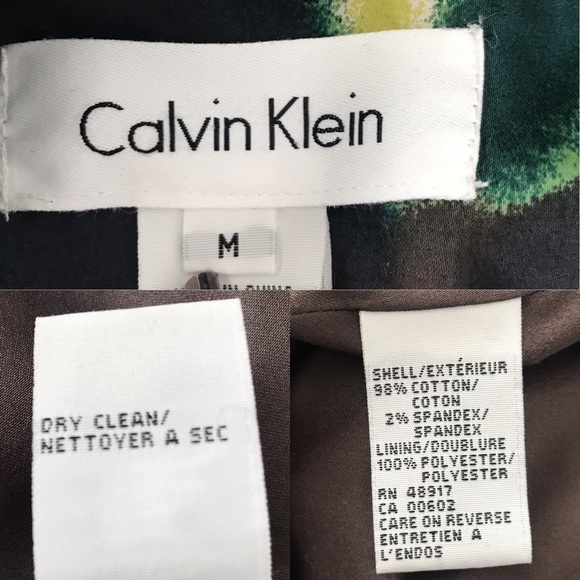 Calvin Klein
M
DRY CLEAN/
NETTOYER A SEC
SHELL/EXTÉRIEUR
98% COTTON/
COTON
2% SPANDEX/
SPANDEX
LINING/DOUBLURE
100% POLYESTER/
POLYESTER
RN 48917
CA 00602
CARE ON REVERSE
ENTRETIEN A
L'ENDOS